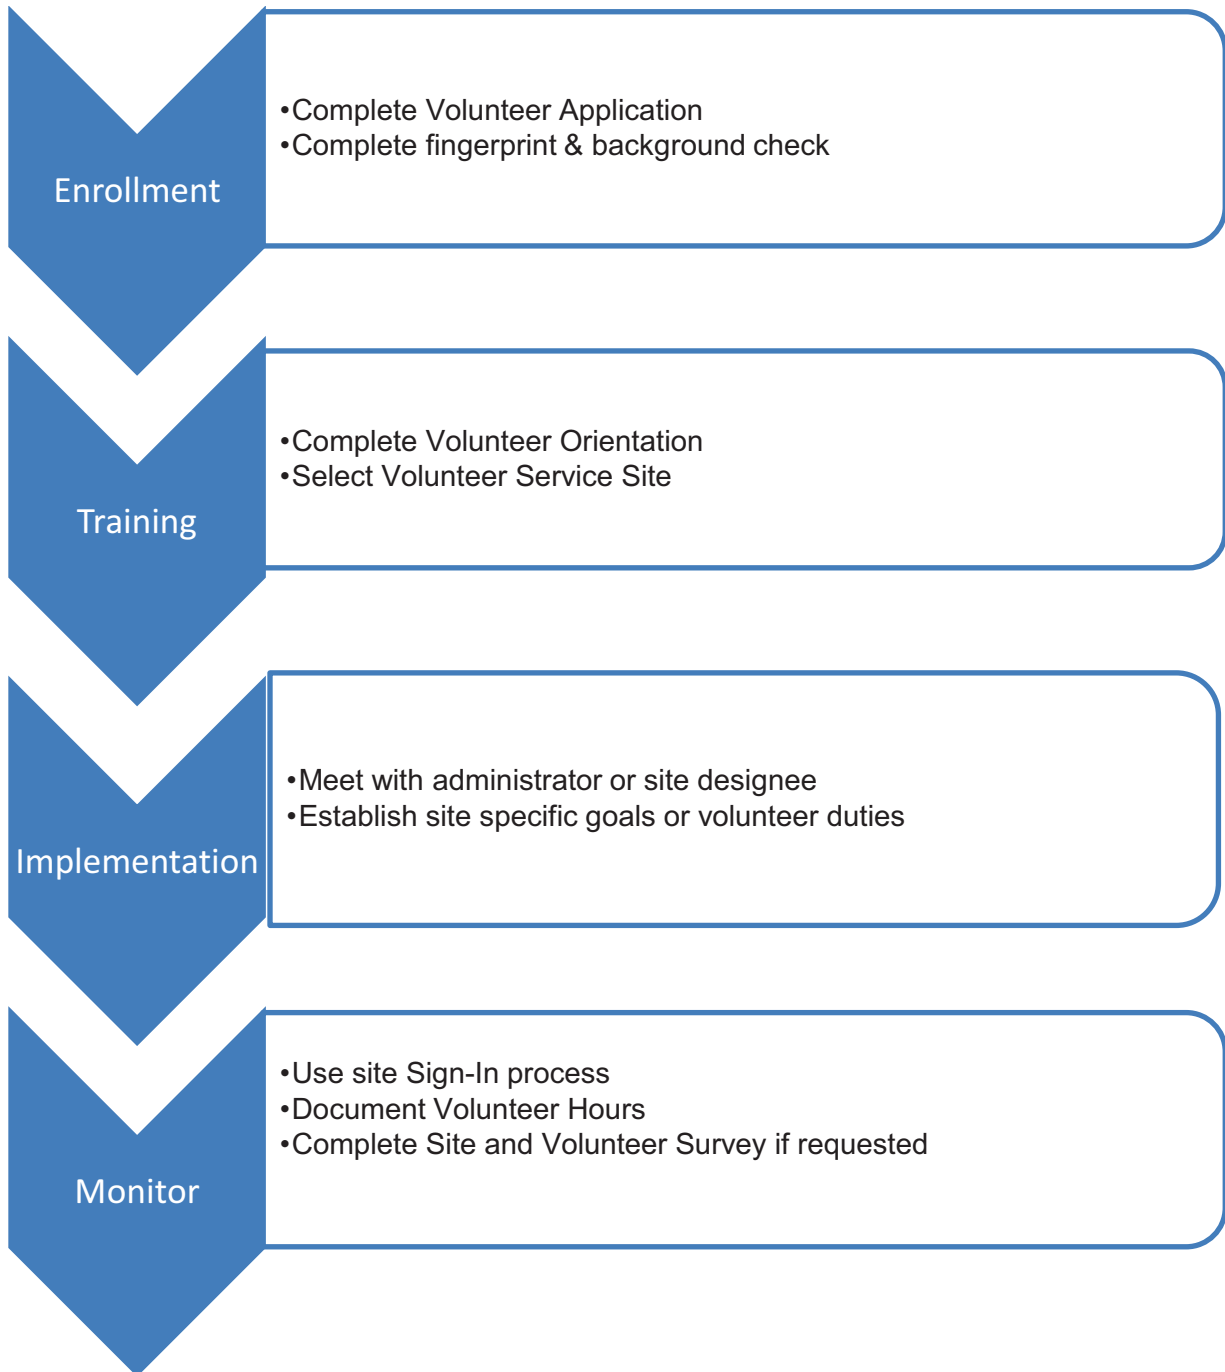 Enrollment
•Complete Volunteer Application
•Complete fingerprint & background check
Training
•Complete Volunteer Orientation
•Select Volunteer Service Site
Implementation
•Meet with administrator or site designee
•Establish site specific goals or volunteer duties
Monitor
•Use site Sign-In process
•Document Volunteer Hours
•Complete Site and Volunteer Survey if requested